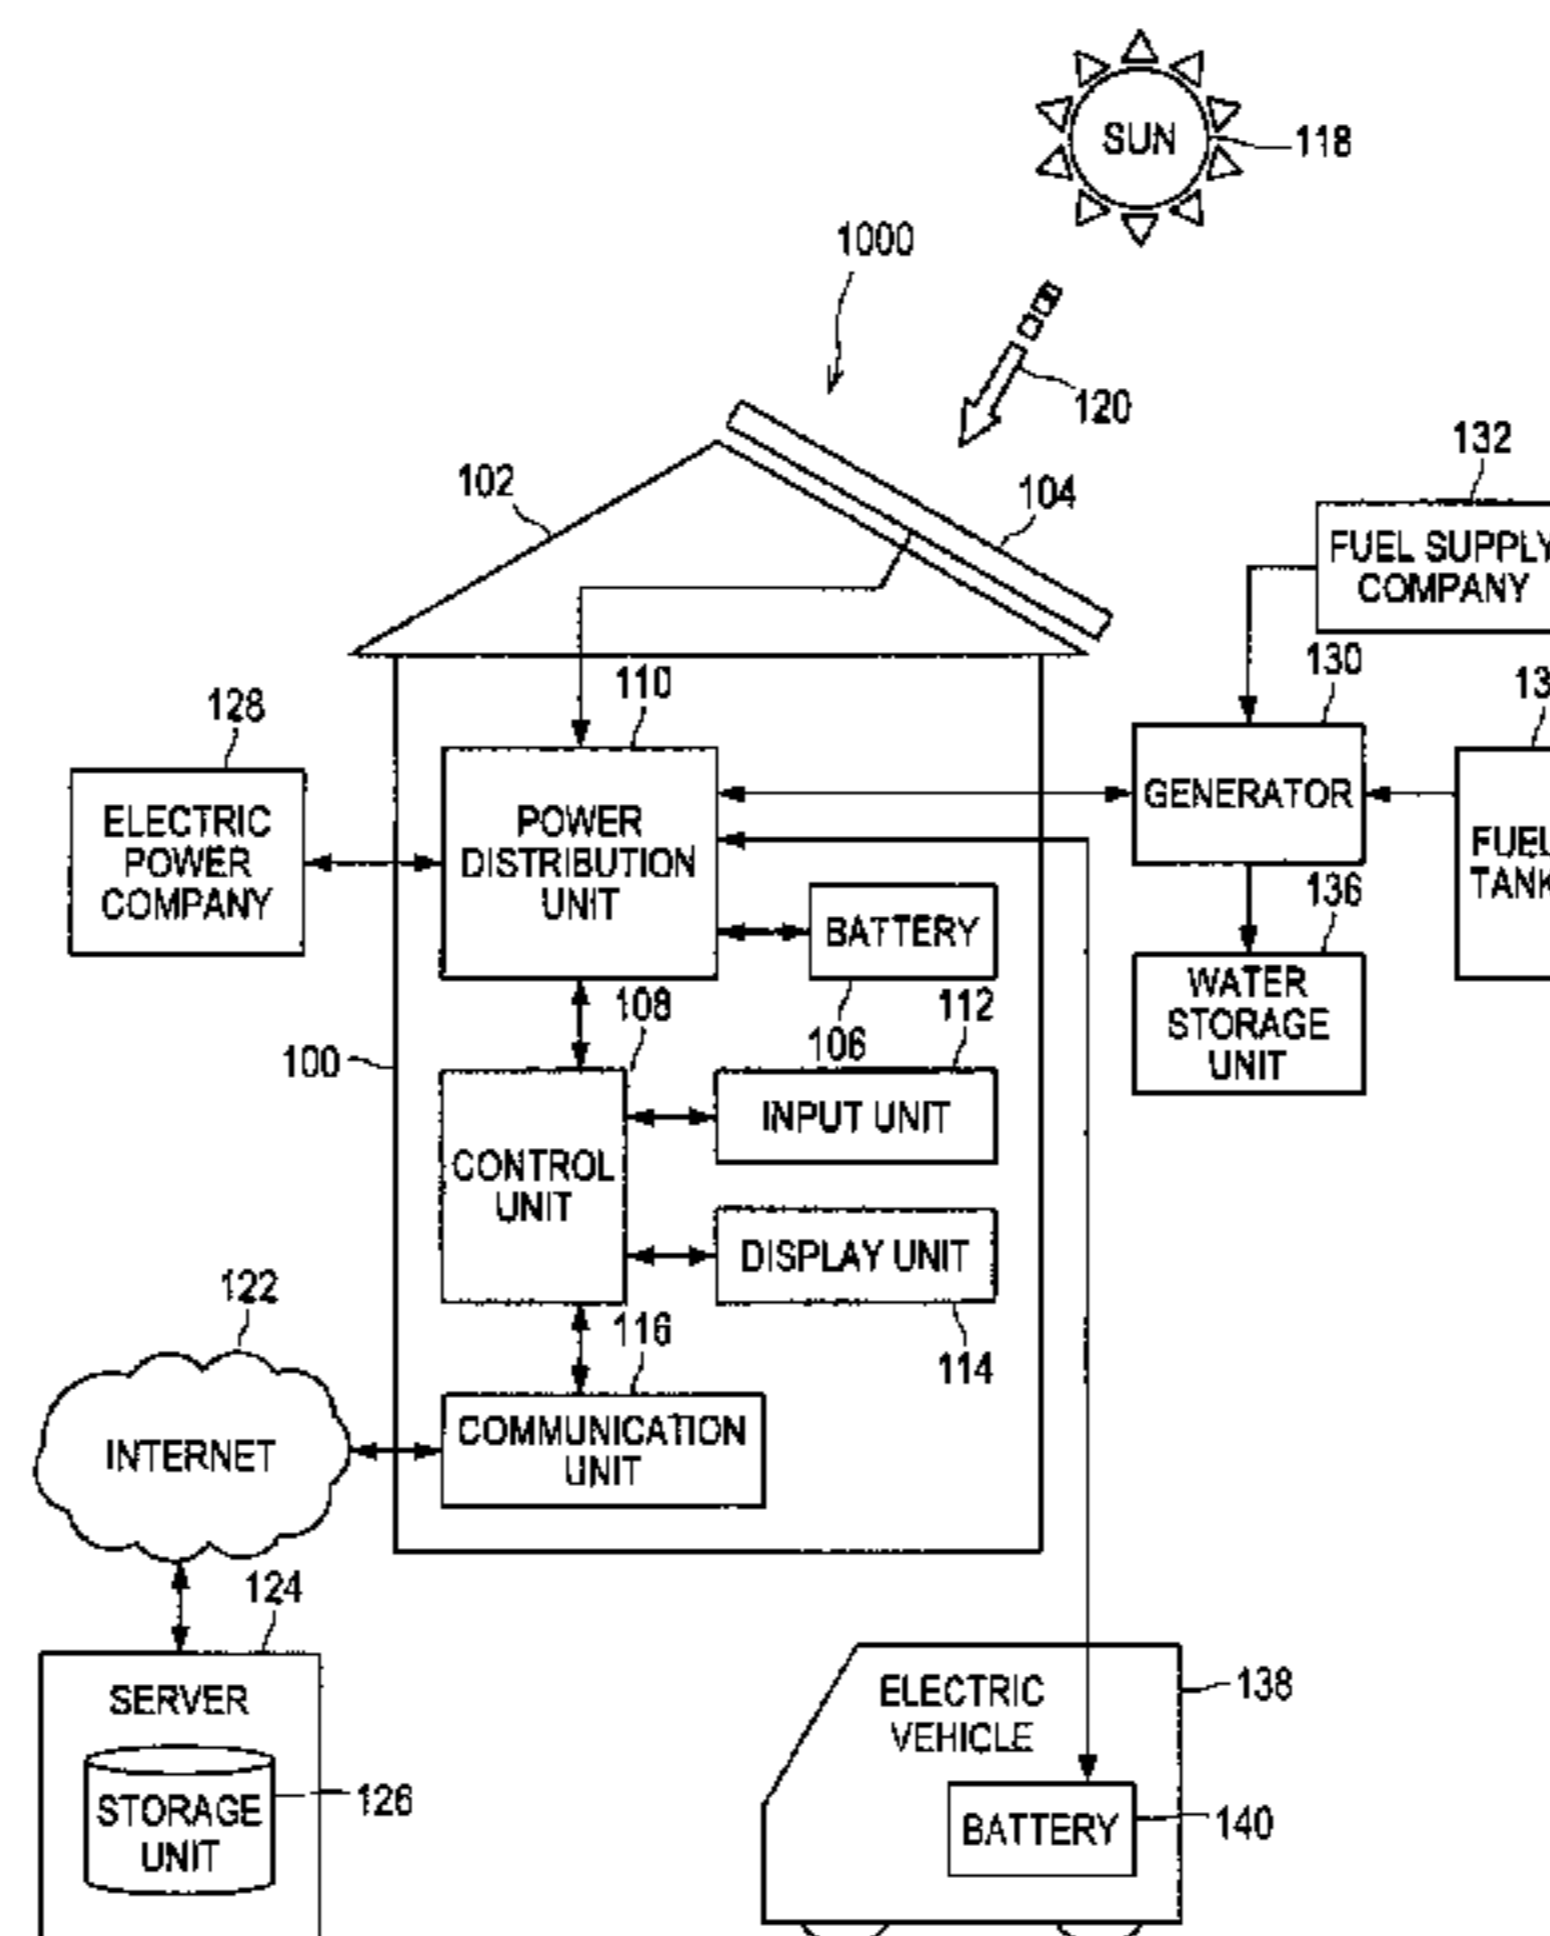 SUN
118
1000
120
132
102
104
FUEL SUPPLY
COMPANY
130
110
128
GENERATOR
ELECTRIC
POWER
COMPANY
POWER
DISTRIBUTION
UNIT
FUEL
TANK
136
BATTERY
WATER
STORAGE
UNIT
108
112
106
100
INPUT UNIT
CONTROL
UNIT
DISPLAY UNIT
122
116
114
INTERNET
COMMUNICATION
UNIT
124
SERVER
ELECTRIC
VEHICLE
138
STORAGE
UNIT
126
BATTERY
140